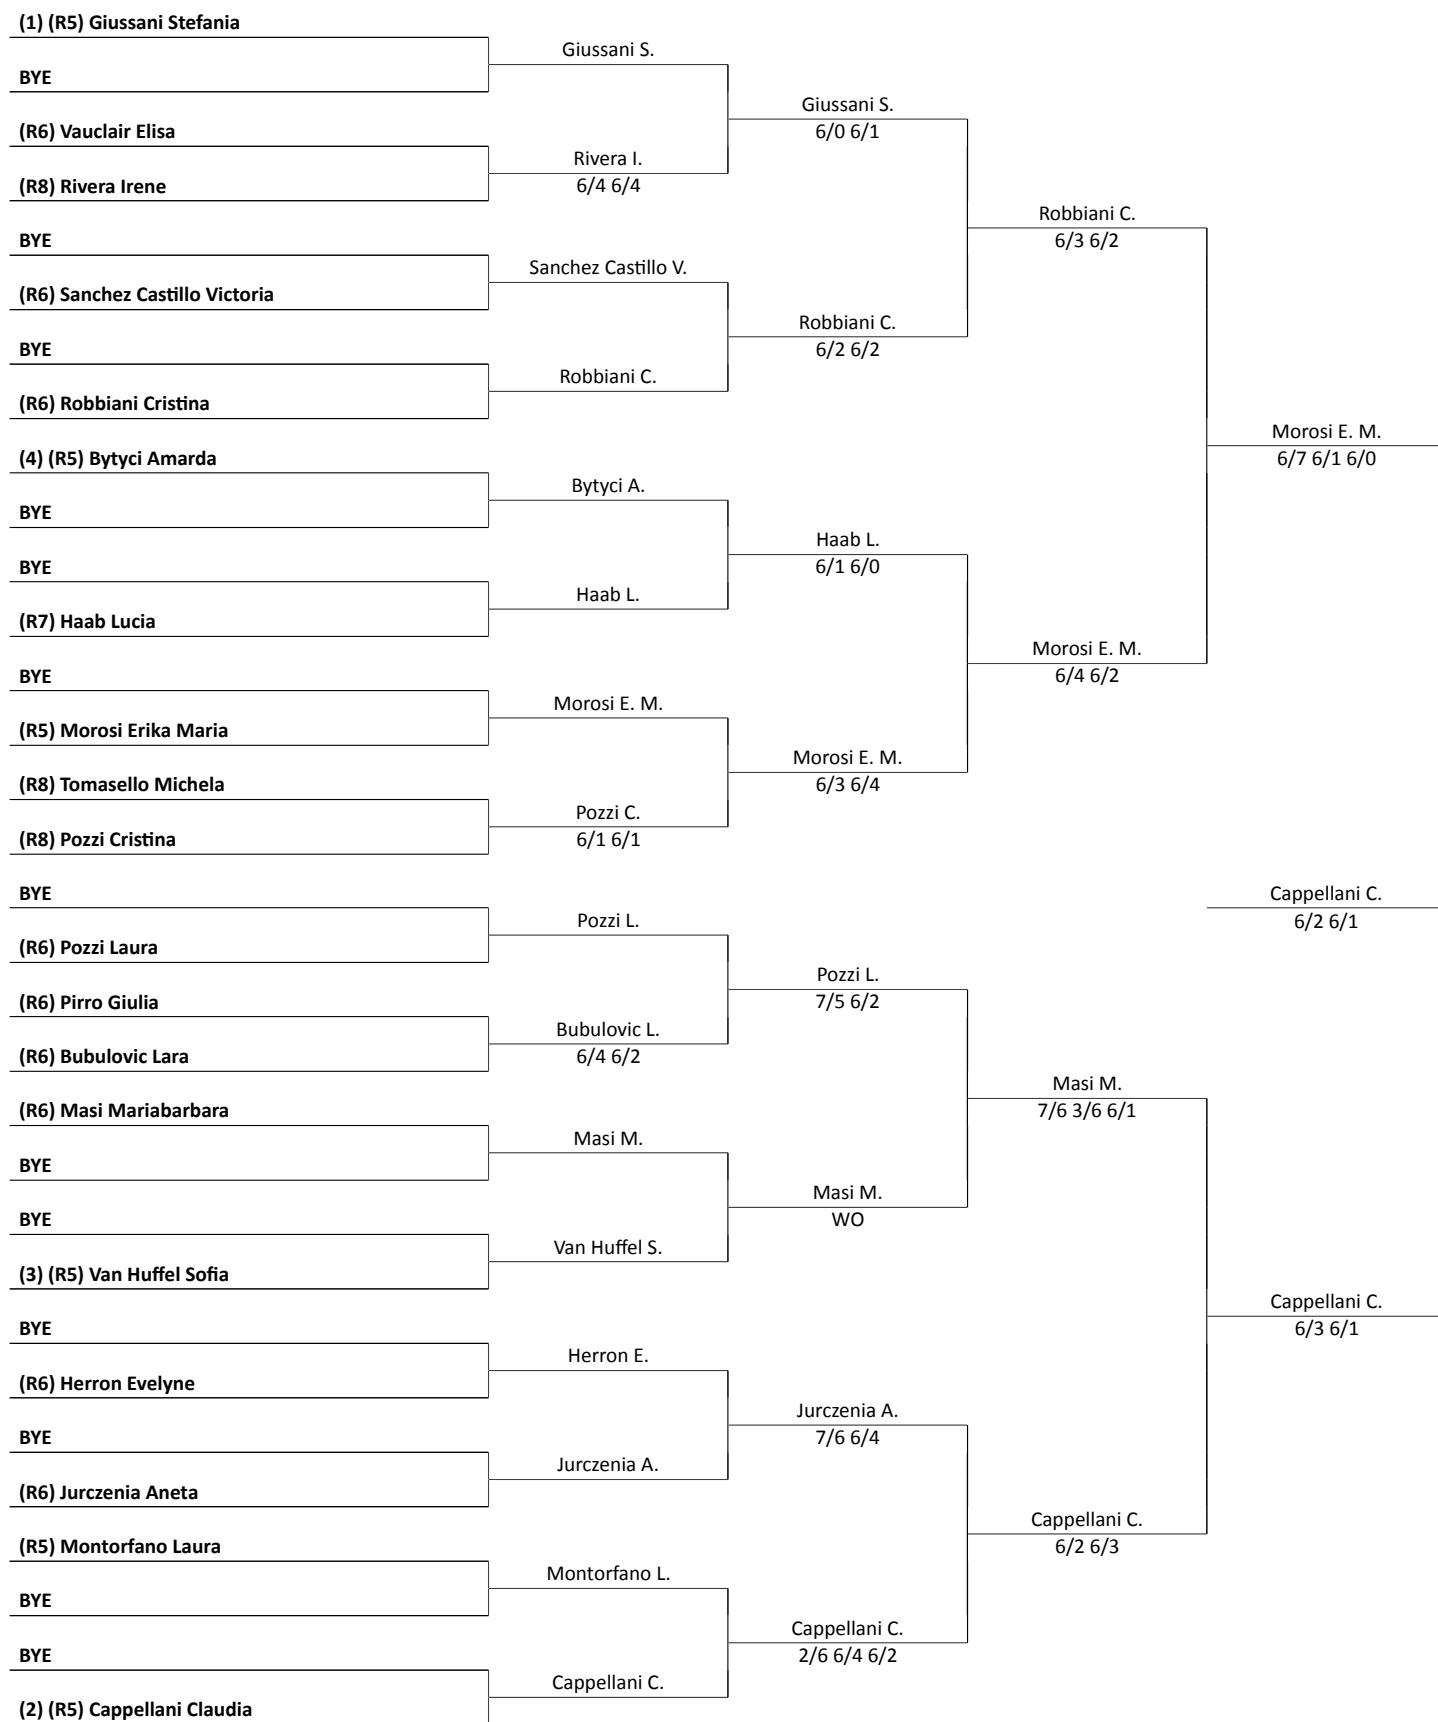 (1) (R5) Giussani Stefania
Giussani S.
BYE
Giussani S.
6/0 6/1
(R6) Vauclair Elisa
Rivera I.
6/4 6/4
(R8) Rivera Irene
Robbiani C.
6/3 6/2
BYE
Sanchez Castillo V.
(R6) Sanchez Castillo Victoria
Robbiani C.
6/2 6/2
BYE
Robbiani C.
(R6) Robbiani Cristina
Morosi E. M.
6/7 6/1 6/0
(4) (R5) Bytyci Amarda
Bytyci A.
BYE
Haab L.
6/1 6/0
BYE
Haab L.
(R7) Haab Lucia
Morosi E. M.
6/4 6/2
BYE
Morosi E. M.
(R5) Morosi Erika Maria
Morosi E. M.
6/3 6/4
(R8) Tomasello Michela
Pozzi C.
6/1 6/1
(R8) Pozzi Cristina
BYE
Cappellani C.
6/2 6/1
Pozzi L.
(R6) Pozzi Laura
Pozzi L.
7/5 6/2
(R6) Pirro Giulia
Bubulovic L.
6/4 6/2
(R6) Bubulovic Lara
Masi M.
7/6 3/6 6/1
(R6) Masi Mariabarbara
Masi M.
BYE
Masi M.
WO
BYE
Van Huffel S.
(3) (R5) Van Huffel Sofia
Cappellani C.
6/3 6/1
BYE
Herron E.
(R6) Herron Evelyne
Jurczenia A.
7/6 6/4
BYE
Jurczenia A.
(R6) Jurczenia Aneta
Cappellani C.
6/2 6/3
(R5) Montorfano Laura
Montorfano L.
BYE
Cappellani C.
2/6 6/4 6/2
BYE
Cappellani C.
(2) (R5) Cappellani Claudia